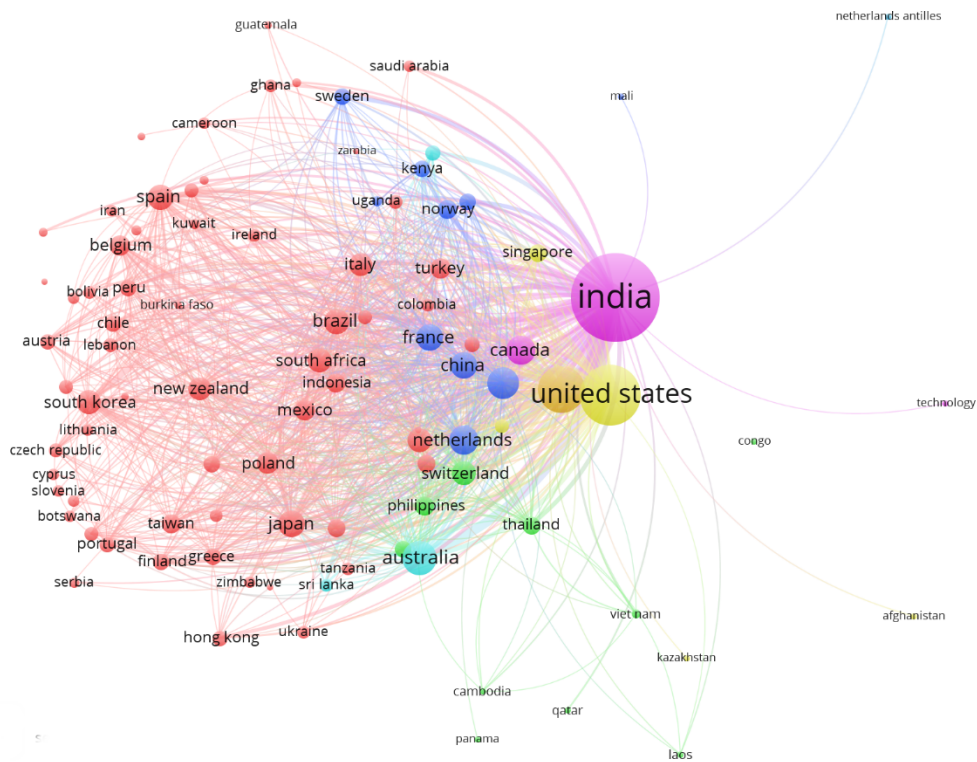 netherlands antilles
guatemala
saudi arabia
ghana
sweden
mali
cameroon
zambia
kenya
spain
uganda
norway
iran
kuwait
ireland
belgium
singapore
italy
turkey
bolivia
peru
burkina faso
colombia
india
chile
brazil
austria
lebanon
france
canada
south africa
china
indonesia
new zealand
united states
south korea
mexico
technology
lithuania
netherlands
congo
czech republic
poland
cyprus
switzerland
slovenia
philippines
botswana
taiwan
japan
thailand
portugal
finland
greece
australia
serbia
zimbabwe
tanzania
sri lanka
viet nam
afghanistan
hong kong
ukraine
kazakhstan
cambodia
qatar
panama
laos